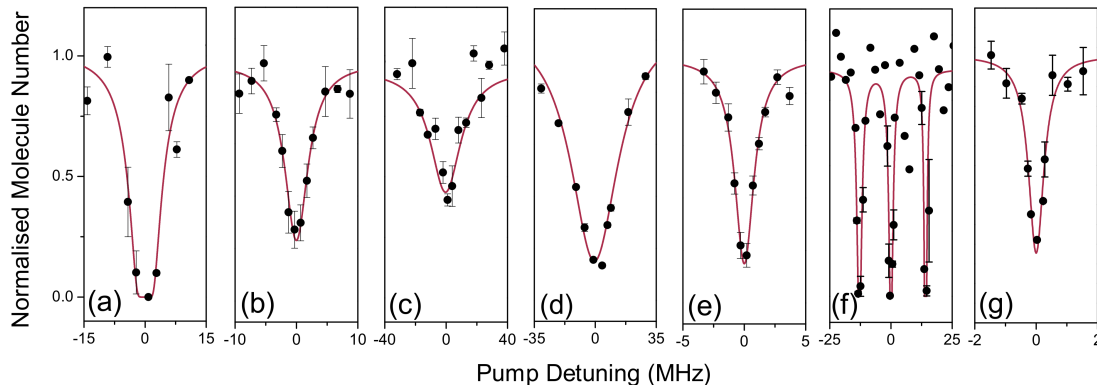 Normalised Molecule Number
1.0
0.5
0.0
(a) (b) (c) (d) (e) (f) (g)
-15 0 15 -10 0 10 -20 0 40 -35 0 35 -5 0 5 -25 0 25 -2 0 2
Pump Detuning (MHz)